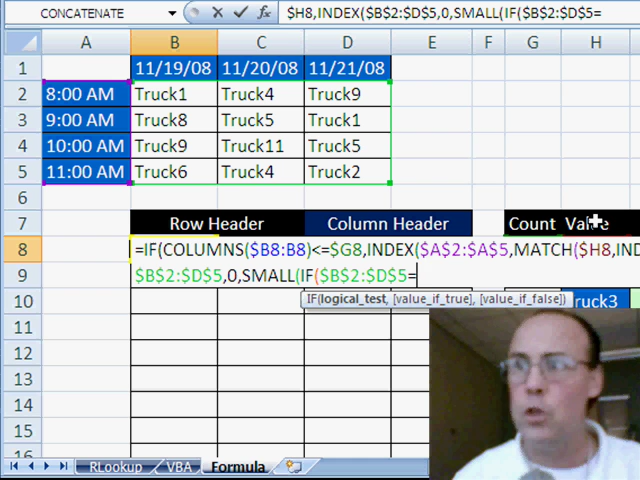 CONCATENATE fx $H8,INDEX($B$2:$D$5,0,SMALL(IF($B$2:$D$5=
A B C D E F G H
1 11/19/08 11/20/08 11/21/08
2 8:00 AM Truck1 Truck4 Truck9
3 9:00 AM Truck8 Truck5 Truck1
4 10:00 AM Truck9 Truck11 Truck5
5 11:00 AM Truck6 Truck4 Truck2
6
7 Row Header Column Header Count Value
8 =IF(COLUMNS($B8:B8)<=$G8,INDEX($A$2:$A$5,MATCH($H8,IND
9 $B$2:$D$5,0,SMALL(IF($B$2:$D$5=
IF(logical_test, [value_if_true], [value_if_false])
10 Truck3
11
12
13
14
15
16
RLookup VBA Formula